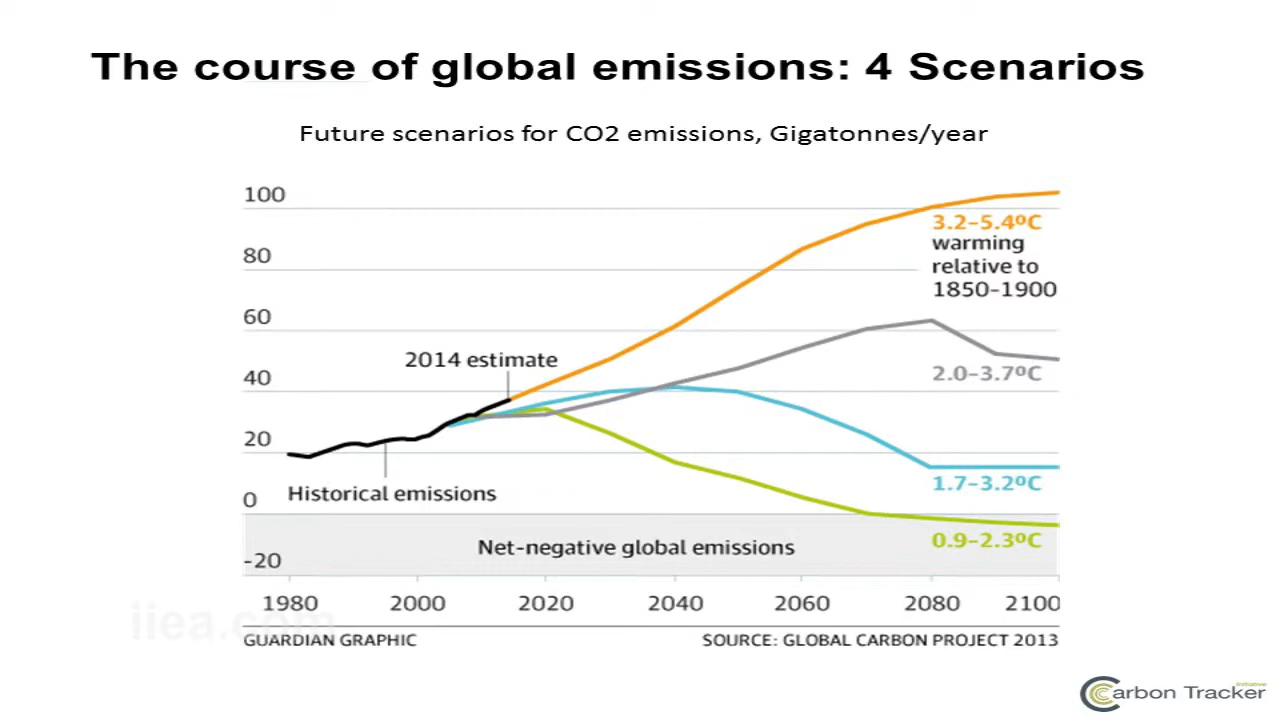 The course of global emissions: 4 Scenarios
Future scenarios for CO2 emissions, Gigatonnes/year
100
3.2–5.4ºC
warming
relative to
1850–1900
80
60
2014 estimate
40
2.0–3.7ºC
20
1.7–3.2ºC
Historical emissions
0
Net-negative global emissions
0.9–2.3ºC
-20
1980 2000 2020 2040 2060 2080 2100
iiea.com
GUARDIAN GRAPHIC SOURCE: GLOBAL CARBON PROJECT 2013
Initiative
Carbon Tracker